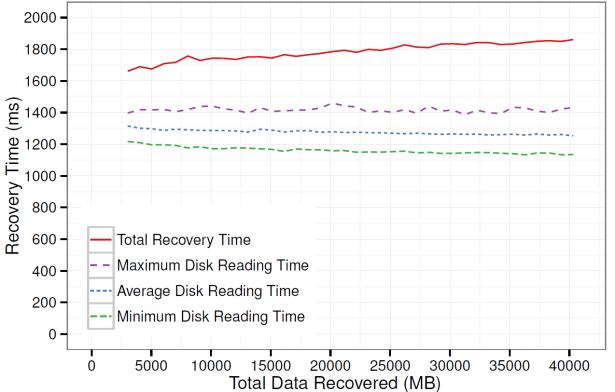 Recovery Time (ms)
2000
1800
1600
1400
1200
1000
800
600
400
200
0
Total Recovery Time
Maximum Disk Reading Time
Average Disk Reading Time
Minimum Disk Reading Time
0 5000 10000 15000 20000 25000 30000 35000 40000
Total Data Recovered (MB)